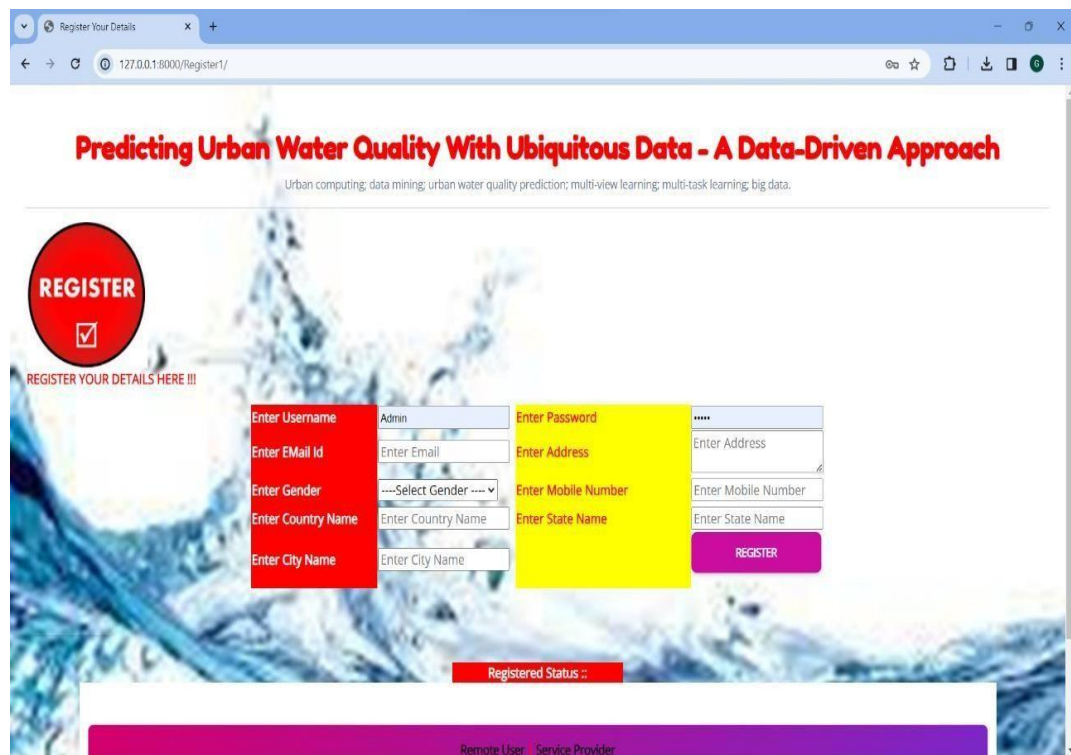 Register Your Details
127.0.0.1:8000/Register1/
G
Predicting Urban Water Quality With Ubiquitous Data - A Data-Driven Approach
Urban computing; data mining; urban water quality prediction; multi-view learning; multi-task learning; big data.
REGISTER
REGISTER YOUR DETAILS HERE !!!
Enter Username Admin Enter Password •••••
Enter EMail Id Enter Email Enter Address Enter Address
Enter Gender ----Select Gender ---- Enter Mobile Number Enter Mobile Number
Enter Country Name Enter Country Name Enter State Name Enter State Name
Enter City Name Enter City Name REGISTER
Registered Status ::
Remote User Service Provider